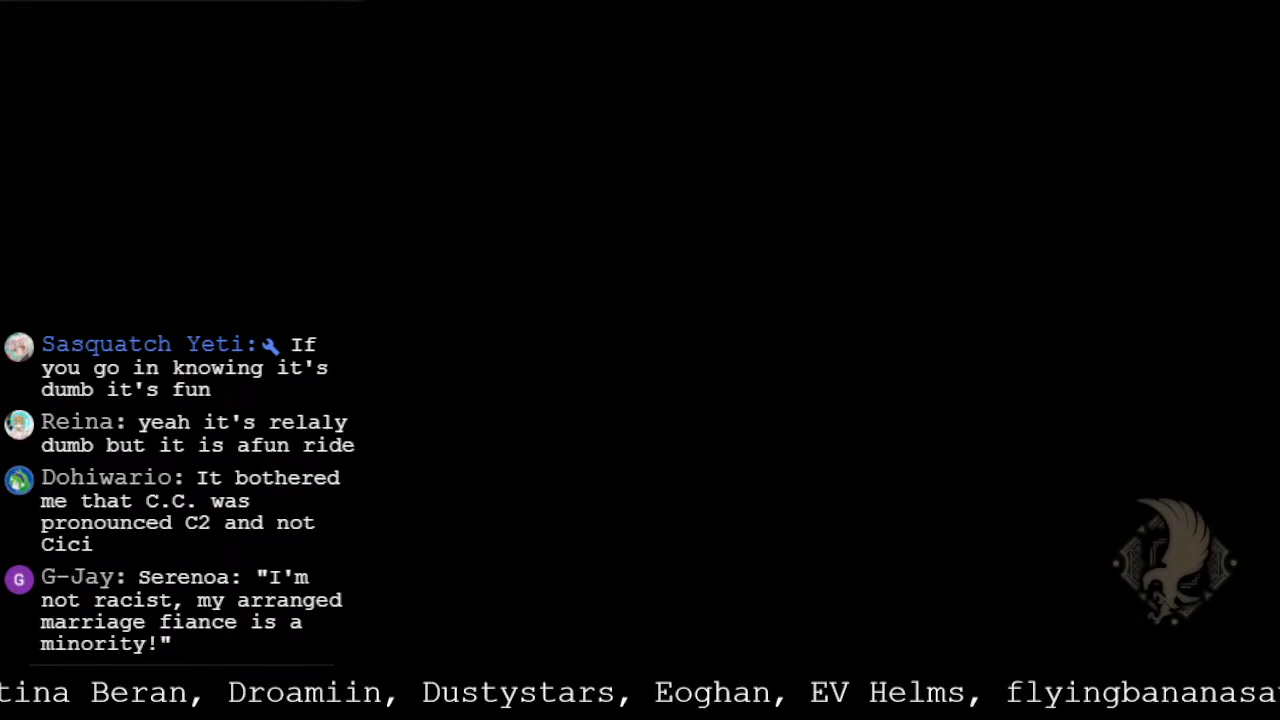 Sasquatch Yeti: If
you go in knowing it's
dumb it's fun
Reina: yeah it's relaly
dumb but it is afun ride
Dohiwario: It bothered
me that C.C. was
pronounced C2 and not
Cici
G
G-Jay: Serenoa: "I'm
not racist, my arranged
marriage fiance is a
minority!"
tina Beran, Droamiin, Dustystars, Eoghan, EV Helms, flyingbananasa